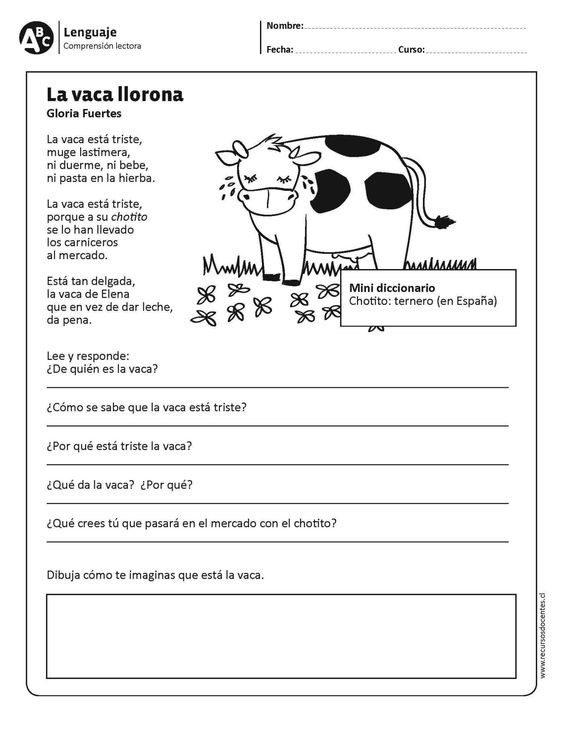 ABC
Lenguaje
Comprensión lectora
Nombre:
Fecha: Curso:
La vaca llorona
Gloria Fuertes
La vaca está triste,
muge lastimera,
ni duerme, ni bebe,
ni pasta en la hierba.
La vaca está triste,
porque a su chotito
se lo han llevado
los carniceros
al mercado.
Está tan delgada,
la vaca de Elena
que en vez de dar leche,
da pena.
Mini diccionario
Chotito: ternero (en España)
Lee y responde:
¿De quién es la vaca?
¿Cómo se sabe que la vaca está triste?
¿Por qué está triste la vaca?
¿Qué da la vaca? ¿Por qué?
¿Qué crees tú que pasará en el mercado con el chotito?
Dibuja cómo te imaginas que está la vaca.
www.recursosdocentes.cl